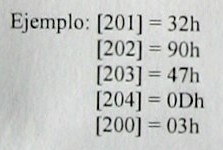 Ejemplo: [201] = 32h
[202] = 90h
[203] = 47h
[204] = 0Dh
[200] = 03h